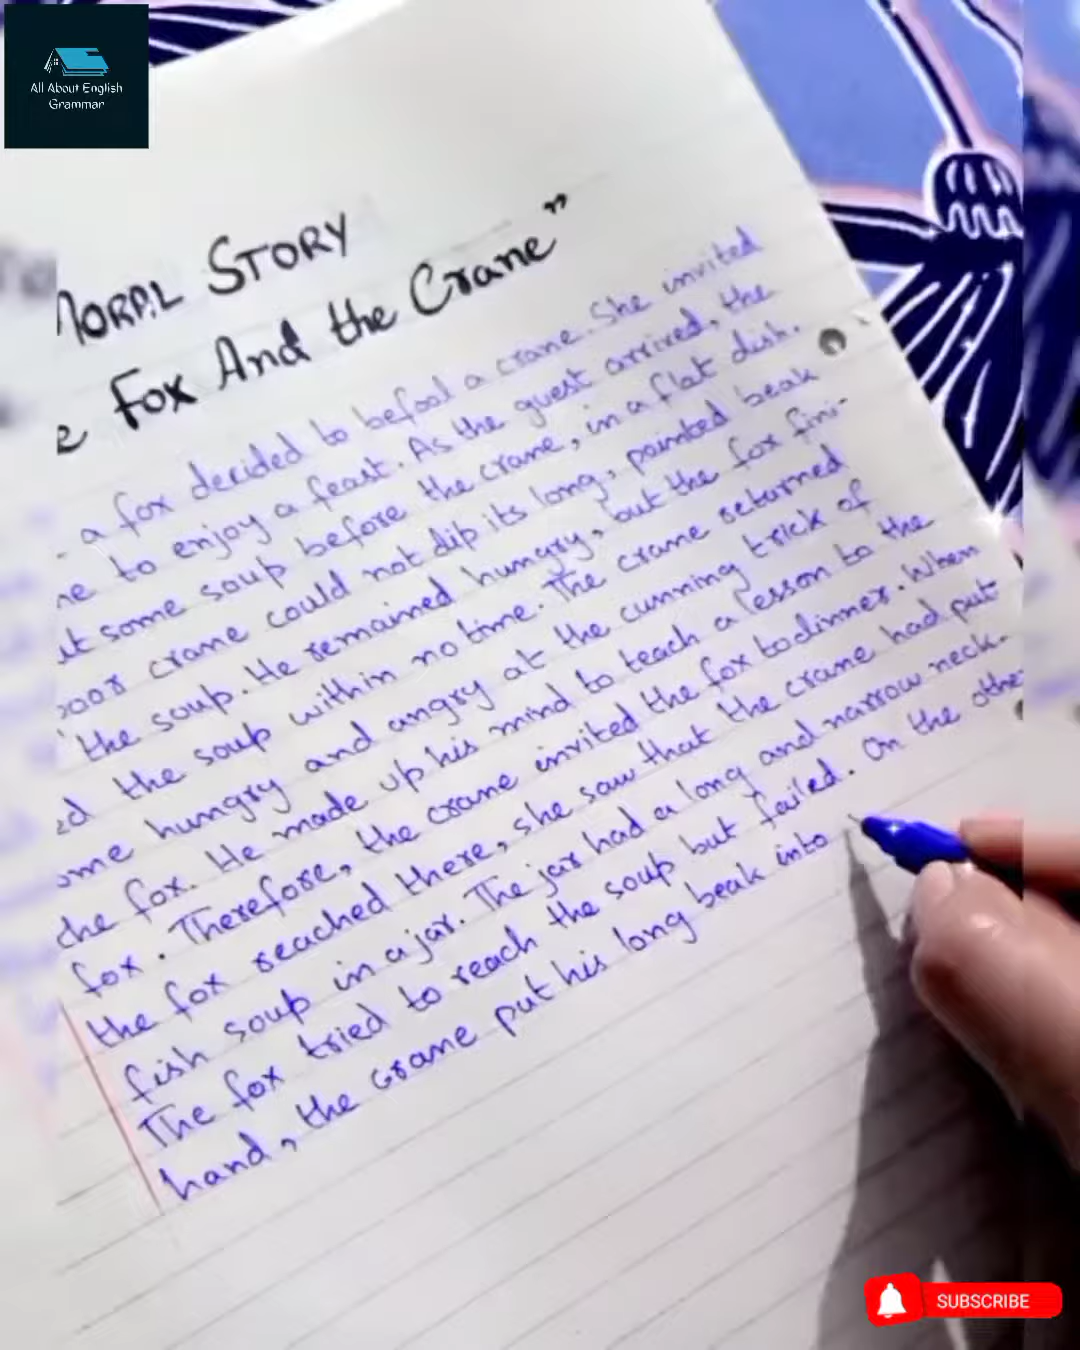 All About English
Grammar
MORAL STORY
Fox And the Crane"
a fox decided to befool a crane. She invited
to enjoy a feast. As the guest arrived, the
some soup before the crane, in a flat dish.
crane could not dip its long, pointed beak
the soup. He remained hungry, but the fox fini-
the soup within no time. The crane returned
hungry and angry at the cunning trick of
the fox. He made up his mind to teach a lesson to the
fox. Therefore, the crane invited the fox to dinner. When
the fox reached there, she saw that the crane had put
fish soup in a jar. The jar had a long and narrow neck.
The fox tried to reach the soup but failed. On the othe
hand, the crane put his long beak into
SUBSCRIBE